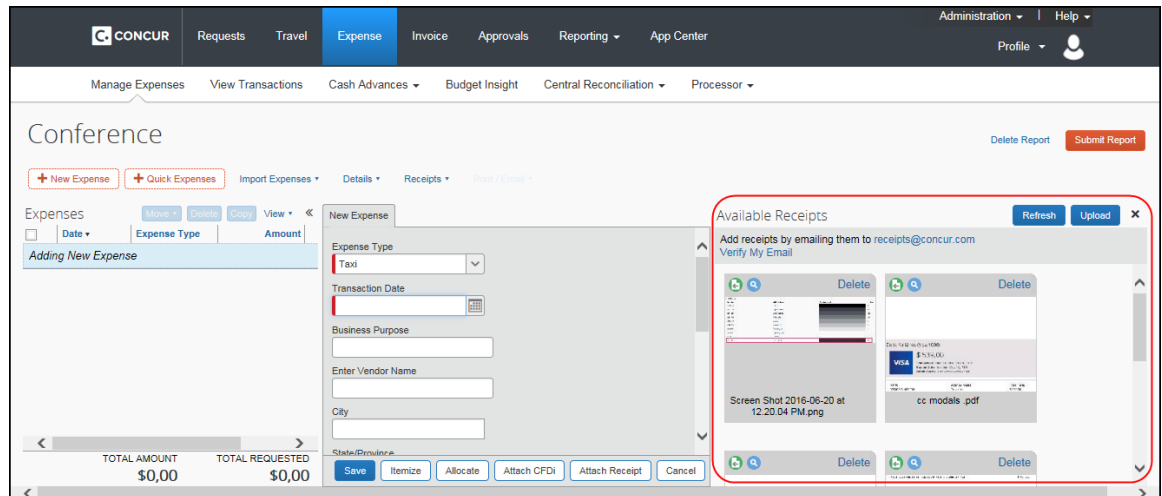 Administration Help
CONCUR Requests Travel Expense Invoice Approvals Reporting App Center
Profile
Manage Expenses View Transactions Cash Advances Budget Insight Central Reconciliation Processor
Conference
Delete Report Submit Report
New Expense Quick Expenses Import Expenses Details Receipts Print / Email
Expenses Move Delete Copy View
Date Expense Type Amount
Adding New Expense
TOTAL AMOUNT TOTAL REQUESTED
$0,00 $0,00
New Expense
Expense Type
Taxi
Transaction Date
Business Purpose
Enter Vendor Name
City
State/Province
Save Itemize Allocate Attach CFDi Attach Receipt Cancel
Available Receipts Refresh Upload
Add receipts by emailing them to receipts@concur.com
Verify My Email
Delete Delete
VISA
Screen Shot 2016-06-20 at
12.20.04 PM.png
cc modals .pdf
Delete Delete